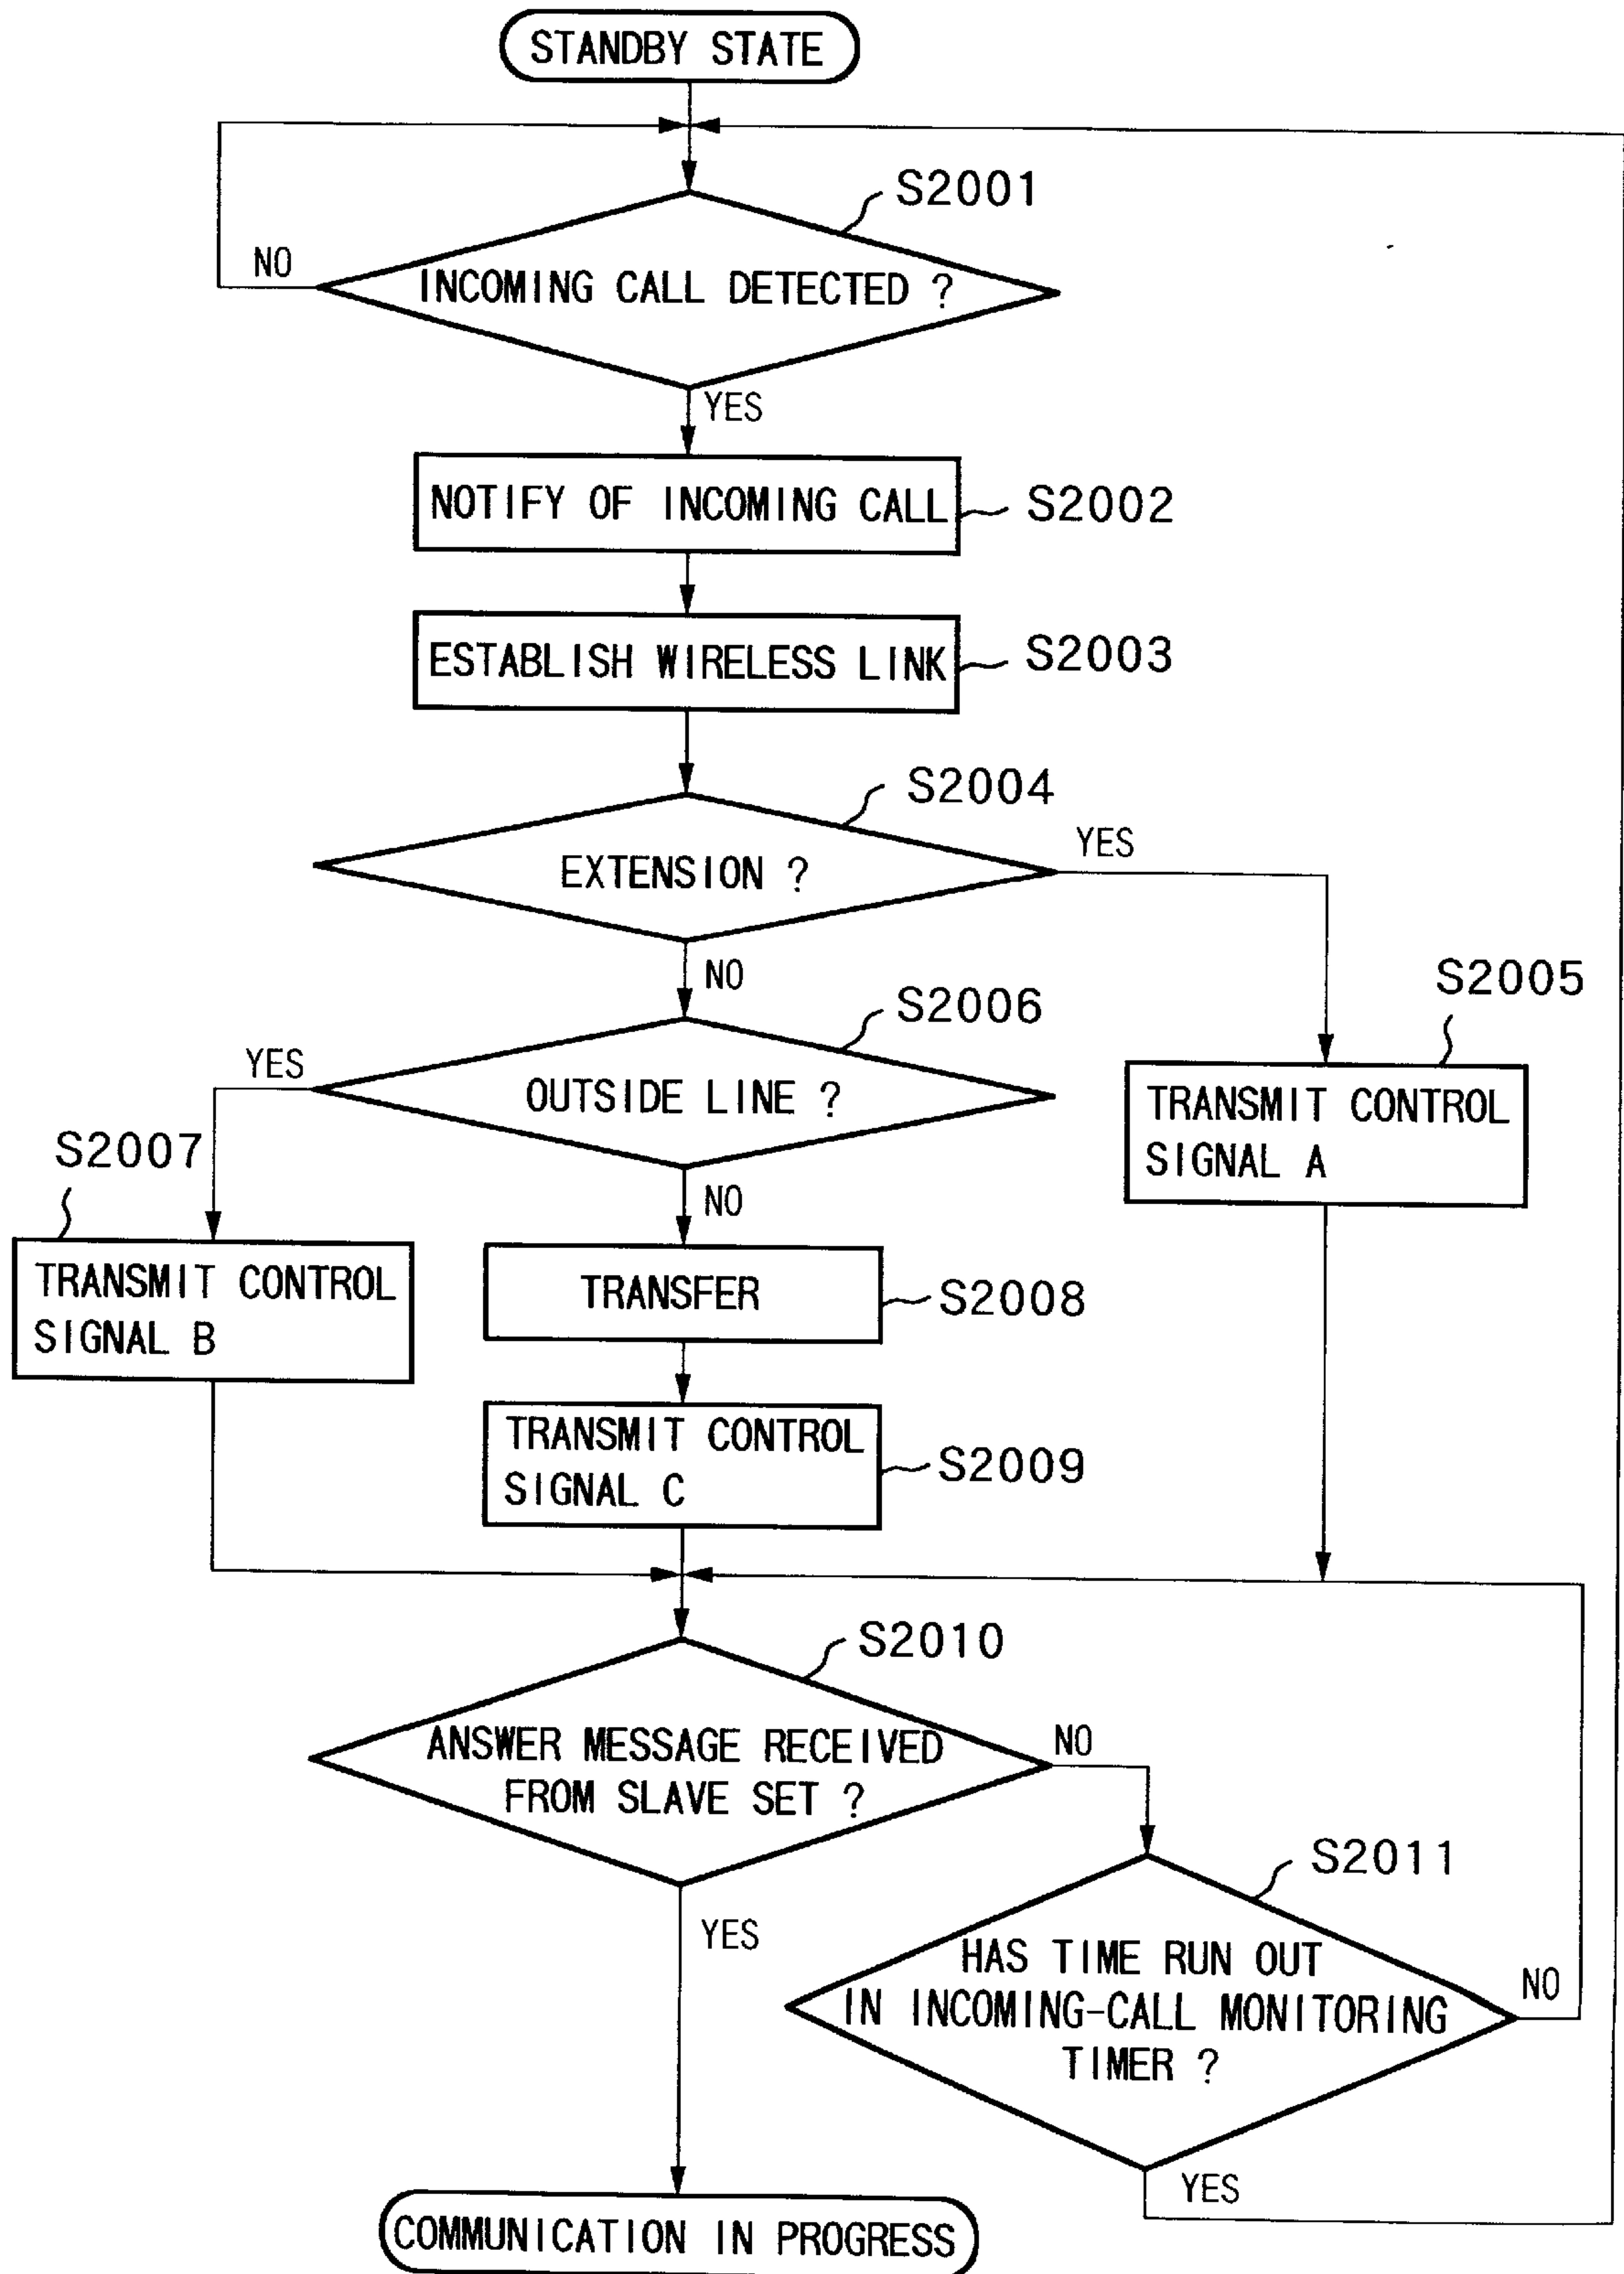 STANDBY STATE
S2001
NO
INCOMING CALL DETECTED ?
YES
NOTIFY OF INCOMING CALL
S2002
ESTABLISH WIRELESS LINK
S2003
S2004
EXTENSION ?
YES
NO
S2005
TRANSMIT CONTROL
SIGNAL A
S2006
YES
OUTSIDE LINE ?
NO
S2007
TRANSMIT CONTROL
SIGNAL B
TRANSFER
S2008
TRANSMIT CONTROL
SIGNAL C
S2009
S2010
ANSWER MESSAGE RECEIVED
FROM SLAVE SET ?
NO
YES
S2011
HAS TIME RUN OUT
IN INCOMING-CALL MONITORING
TIMER ?
NO
YES
COMMUNICATION IN PROGRESS